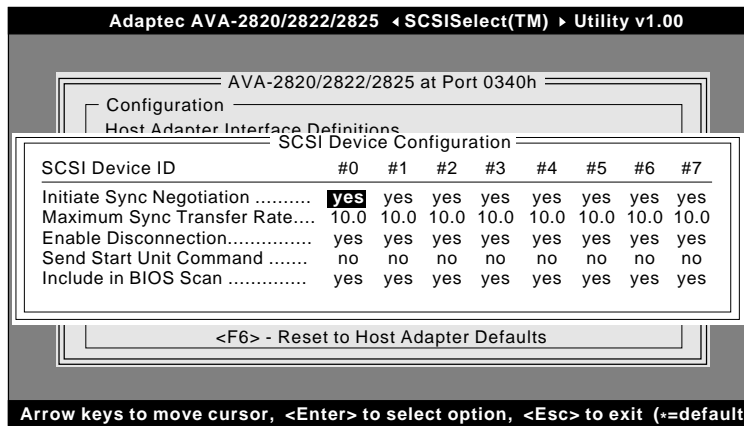 Adaptec AVA-2820/2822/2825 ◂ SCSISelect(TM) ▸ Utility v1.00
AVA-2820/2822/2825 at Port 0340h
Configuration
Host Adapter Interface Definitions
SCSI Device Configuration
SCSI Device ID #0 #1 #2 #3 #4 #5 #6 #7
Initiate Sync Negotiation .......... yes yes yes yes yes yes yes yes
Maximum Sync Transfer Rate.... 10.0 10.0 10.0 10.0 10.0 10.0 10.0 10.0
Enable Disconnection............... yes yes yes yes yes yes yes yes
Send Start Unit Command ....... no no no no no no no no
Include in BIOS Scan .............. yes yes yes yes yes yes yes yes
<F6> - Reset to Host Adapter Defaults
Arrow keys to move cursor, <Enter> to select option, <Esc> to exit (*=default